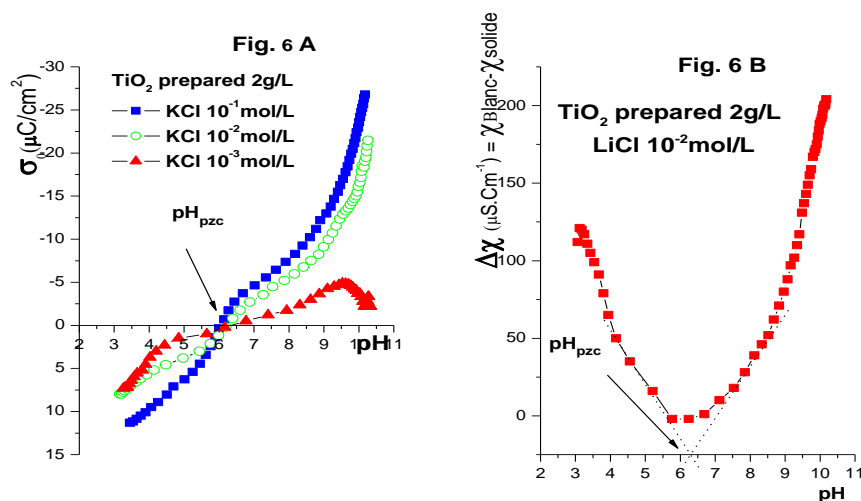 Fig. 6 A
TiO2 prepared 2g/L
KCl 10-1mol/L
KCl 10-2mol/L
KCl 10-3mol/L
σ0(μC/cm2)
-30
-25
-20
-15
-10
-5
0
5
10
15
pHpzc
2 3 4 5 6 7 8 9 10 11
pH
Fig. 6 B
TiO2 prepared 2g/L
LiCl 10-2mol/L
Δχ (μS.Cm-1) = χBlanc-χsolide
200
150
100
50
0
pHpzc
2 3 4 5 6 7 8 9 10 11
pH